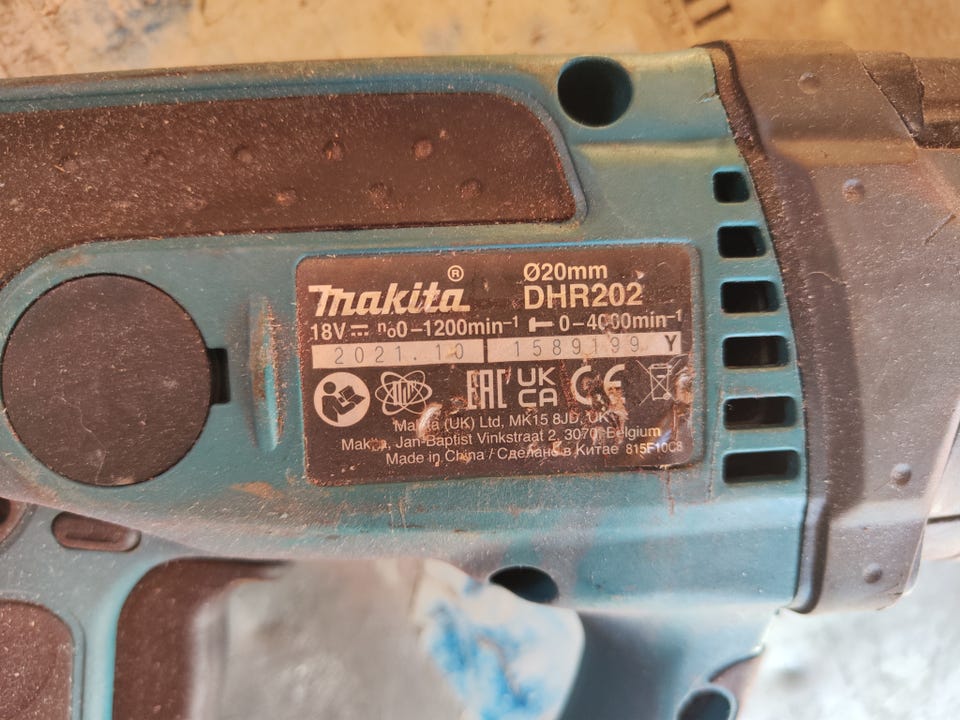 makita® Ø20mm
DHR202
18V ⎓ n₀0-1200min⁻¹ 0-4000min⁻¹
2021.10 1589199 Y
EAC UK CA CE
Makita (UK) Ltd, MK15 8JD, UK
Makita, Jan-Baptist Vinkstraat 2, 3070, Belgium
Made in China / Сделано в Китае 815F10C8